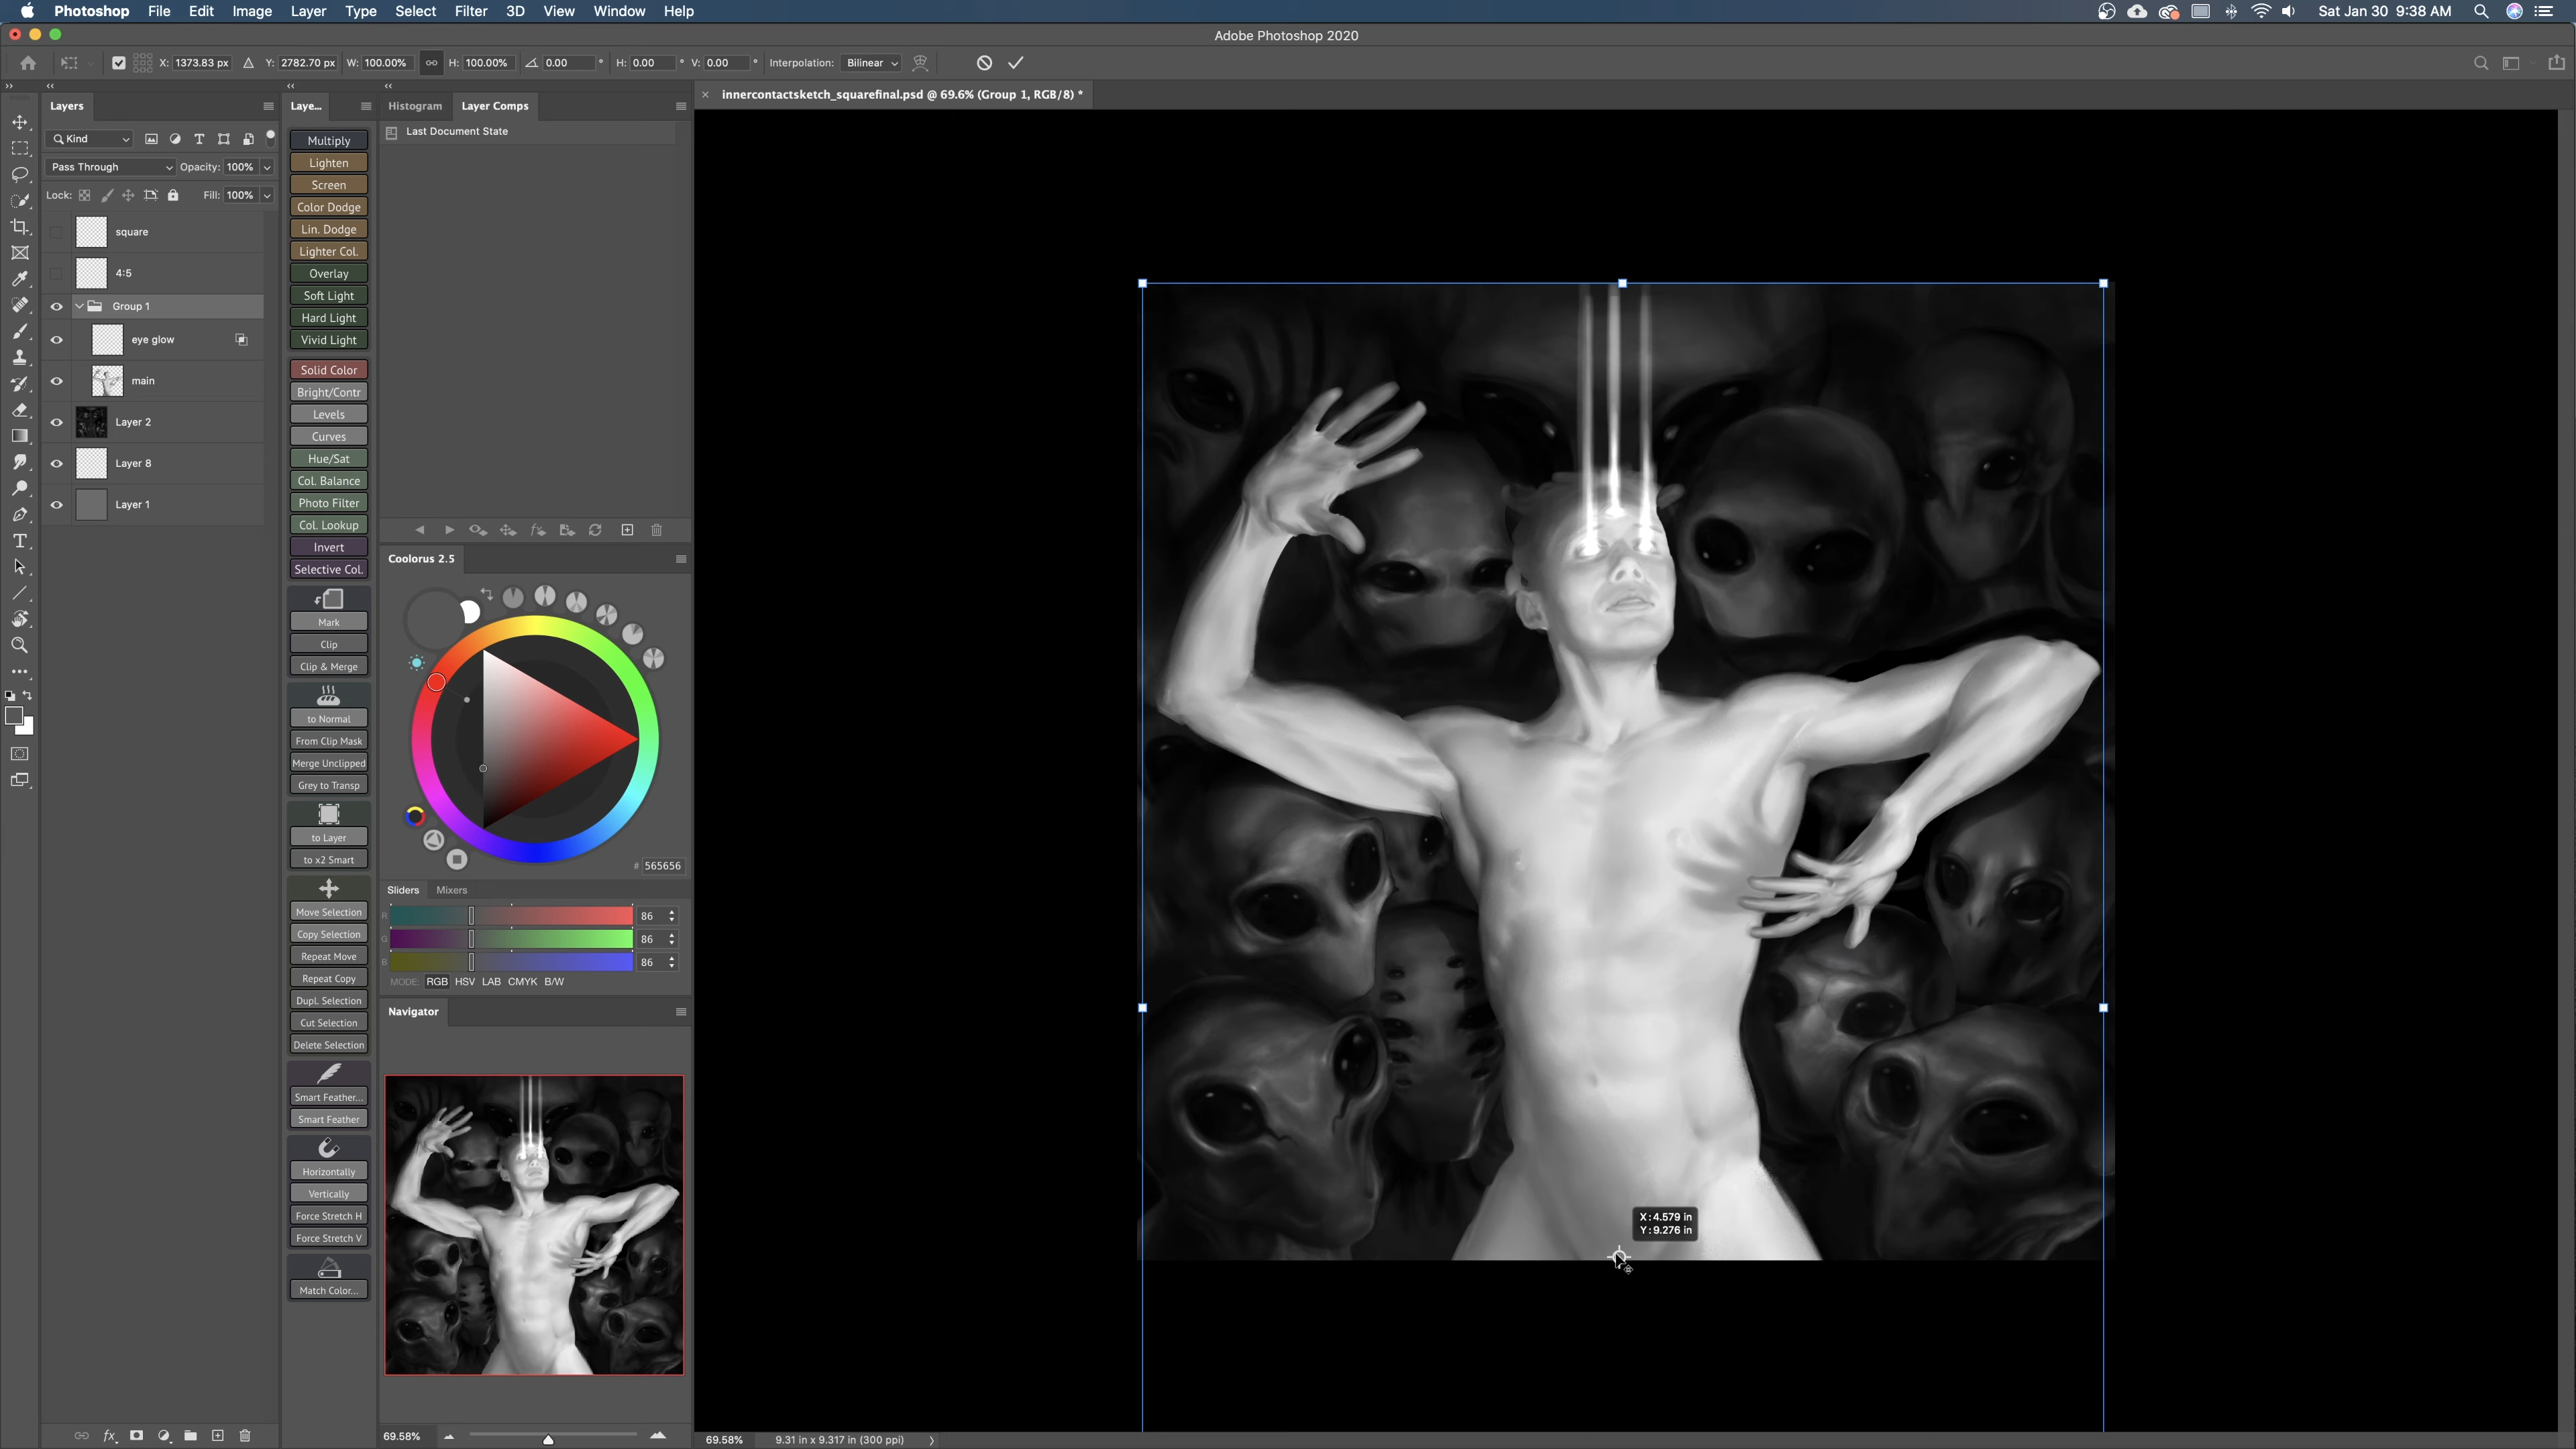 Photoshop File Edit Image Layer Type Select Filter 3D View Window Help Sat Jan 30 9:38 AM
Adobe Photoshop 2020
X: 1373.83 px Y: 2782.70 px W: 100.00% H: 100.00% 0.00 ° H: 0.00 ° V: 0.00 ° Interpolation: Bilinear
Layers
Kind
Pass Through Opacity: 100%
Lock: Fill: 100%
square
4:5
Group 1
eye glow
main
Layer 2
Layer 8
Layer 1
Laye...
Multiply
Lighten
Screen
Color Dodge
Lin. Dodge
Lighter Col.
Overlay
Soft Light
Hard Light
Vivid Light
Solid Color
Bright/Contr
Levels
Curves
Hue/Sat
Col. Balance
Photo Filter
Col. Lookup
Invert
Selective Col.
Mark
Clip
Clip & Merge
to Normal
From Clip Mask
Merge Unclipped
Grey to Transp
to Layer
to x2 Smart
Move Selection
Copy Selection
Repeat Move
Repeat Copy
Dupl. Selection
Cut Selection
Delete Selection
Smart Feather...
Smart Feather
Horizontally
Vertically
Force Stretch H
Force Stretch V
Match Color...
Histogram Layer Comps
Last Document State
Coolorus 2.5
# 565656
Sliders Mixers
R 86
G 86
B 86
MODE: RGB HSV LAB CMYK B/W
Navigator
69.58%
innercontactsketch_squarefinal.psd @ 69.6% (Group 1, RGB/8) *
X: 4.579 in
Y: 9.276 in
69.58% 9.31 in x 9.317 in (300 ppi)